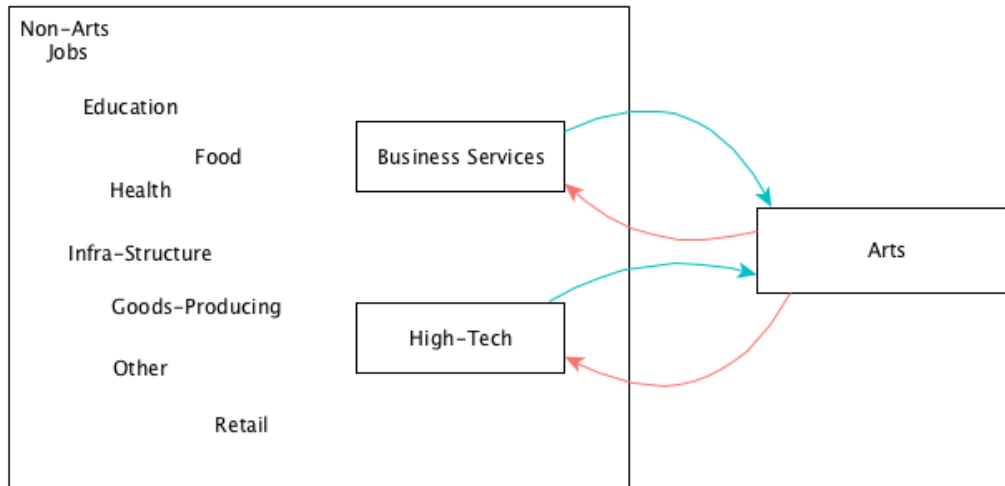 Non-Arts
Jobs
Education
Food
Business Services
Health
Infra-Structure
Arts
Goods-Producing
High-Tech
Other
Retail